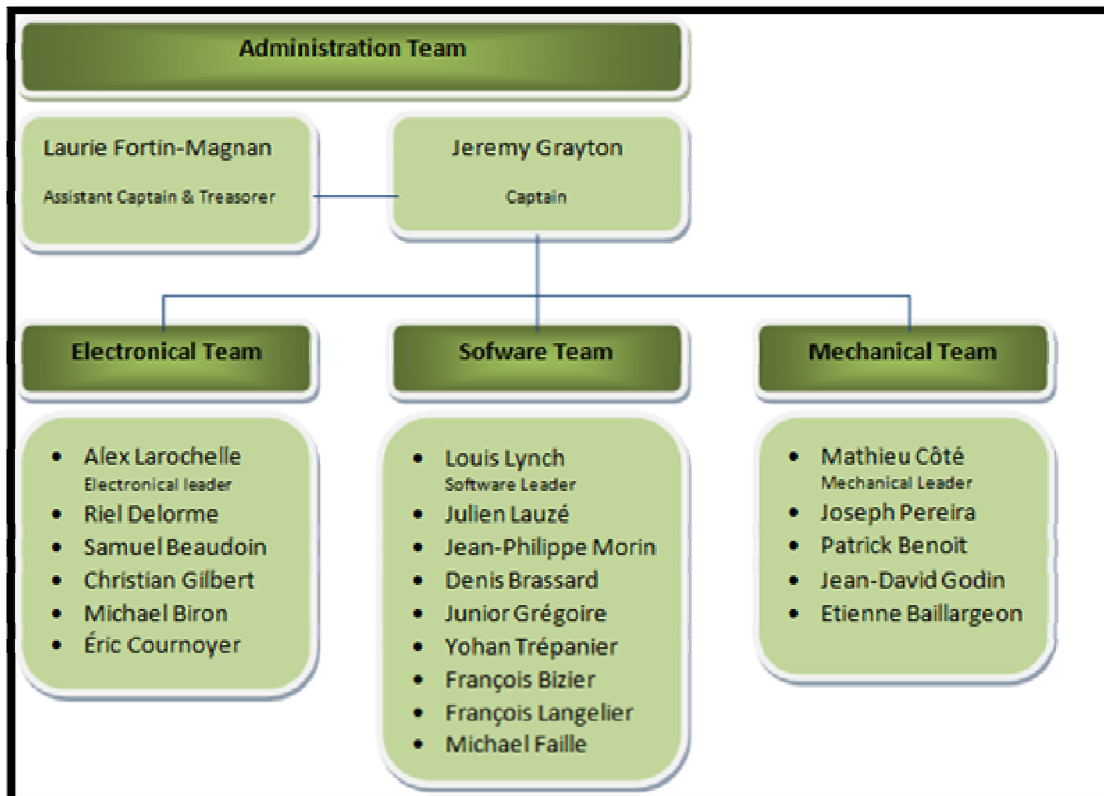 Administration Team
Laurie Fortin-Magnan
Assistant Captain & Treasorer
Jeremy Grayton
Captain
Electronical Team
• Alex Larochelle
Electronical leader
• Riel Delorme
• Samuel Beaudoin
• Christian Gilbert
• Michael Biron
• Éric Cournoyer
Sofware Team
• Louis Lynch
Software Leader
• Julien Lauzé
• Jean-Philippe Morin
• Denis Brassard
• Junior Grégoire
• Yohan Trépanier
• François Bizier
• François Langelier
• Michael Faille
Mechanical Team
• Mathieu Côté
Mechanical Leader
• Joseph Pereira
• Patrick Benoît
• Jean-David Godin
• Etienne Baillargeon